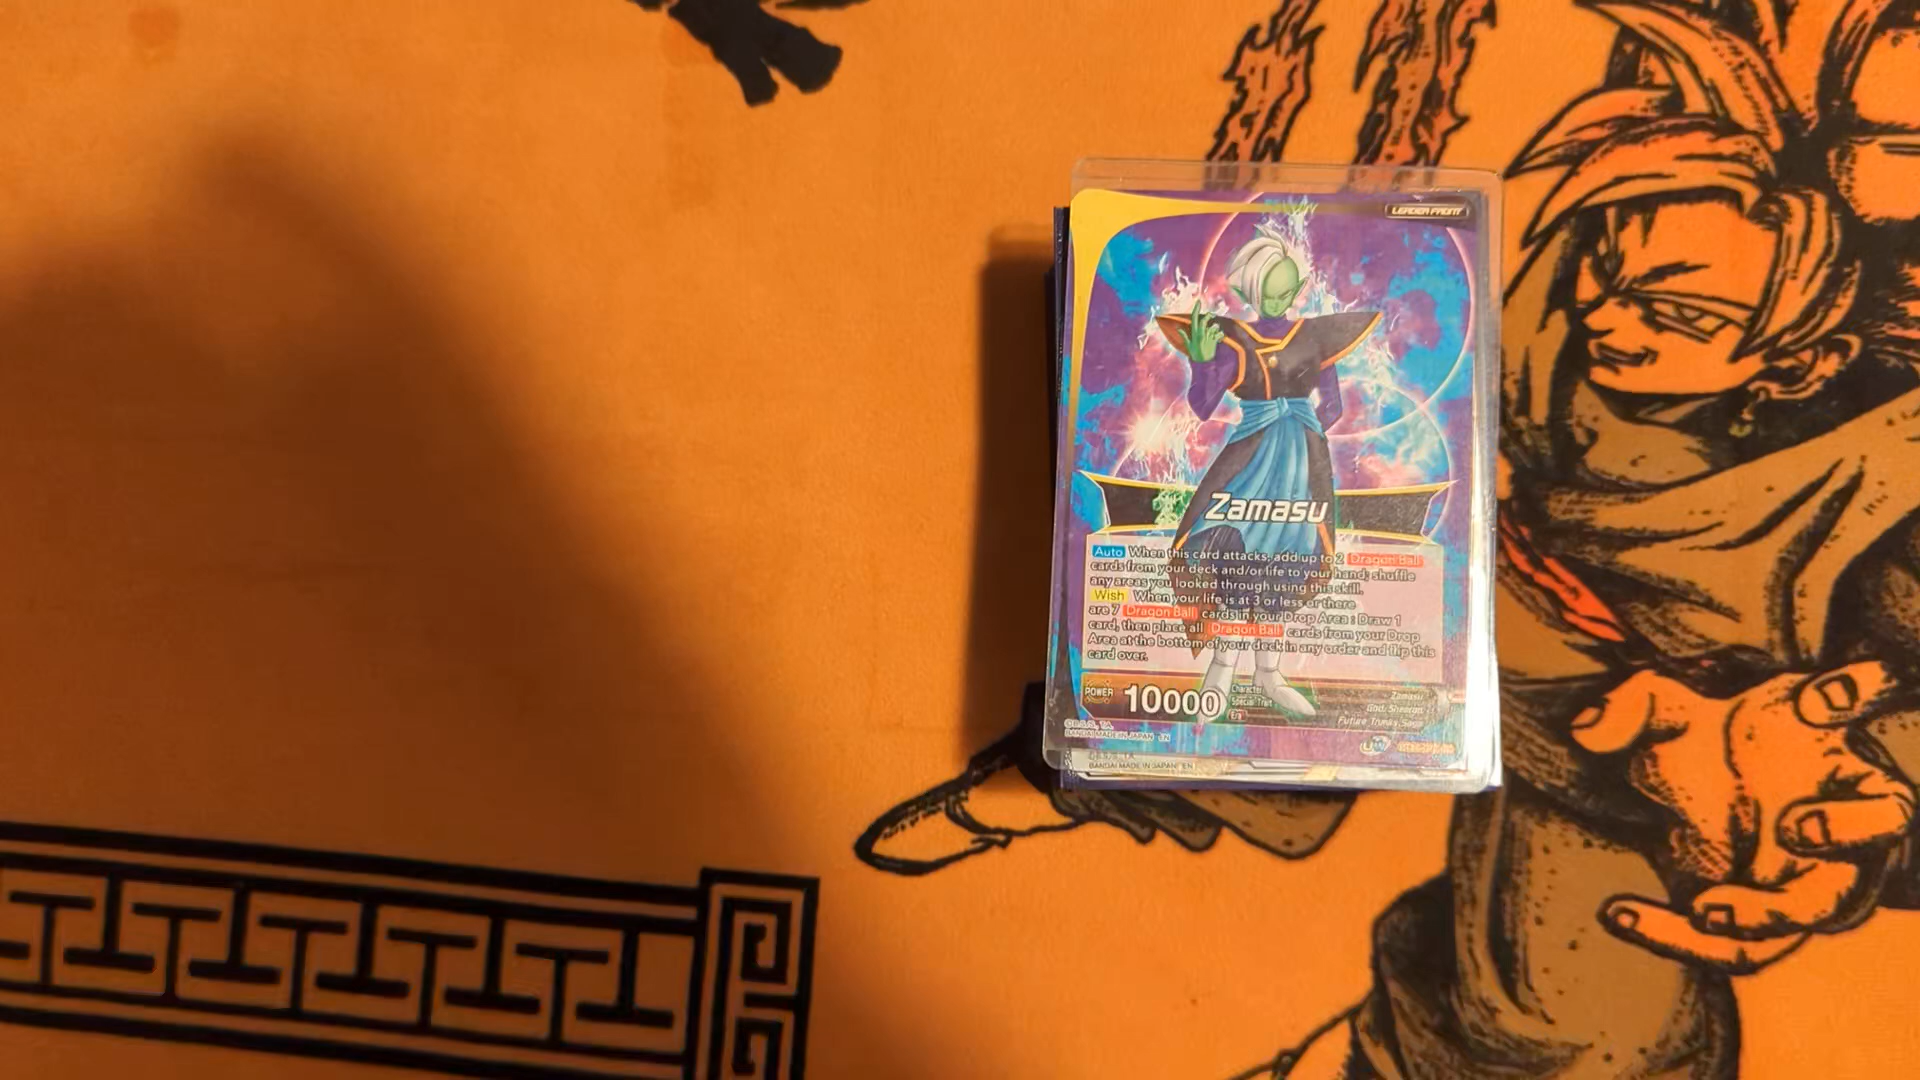 LEADER FRONT
Zamasu
Auto When this card attacks, add up to 2 Dragon Ball
cards from your deck and/or life to your hand; shuffle
any areas you looked through using this skill.
Wish When your life is at 3 or less or there
are 7 Dragon Ball cards in your Drop Area : Draw 1
card, then place all Dragon Ball cards from your Drop
Area at the bottom of your deck in any order and flip this
card over.
POWER 10000
Character Zamasu
Special Trait God/Shenron
Era Future Trunks Saga
BANDAI MADE IN JAPAN EN
BANDAI MADE IN JAPAN EN